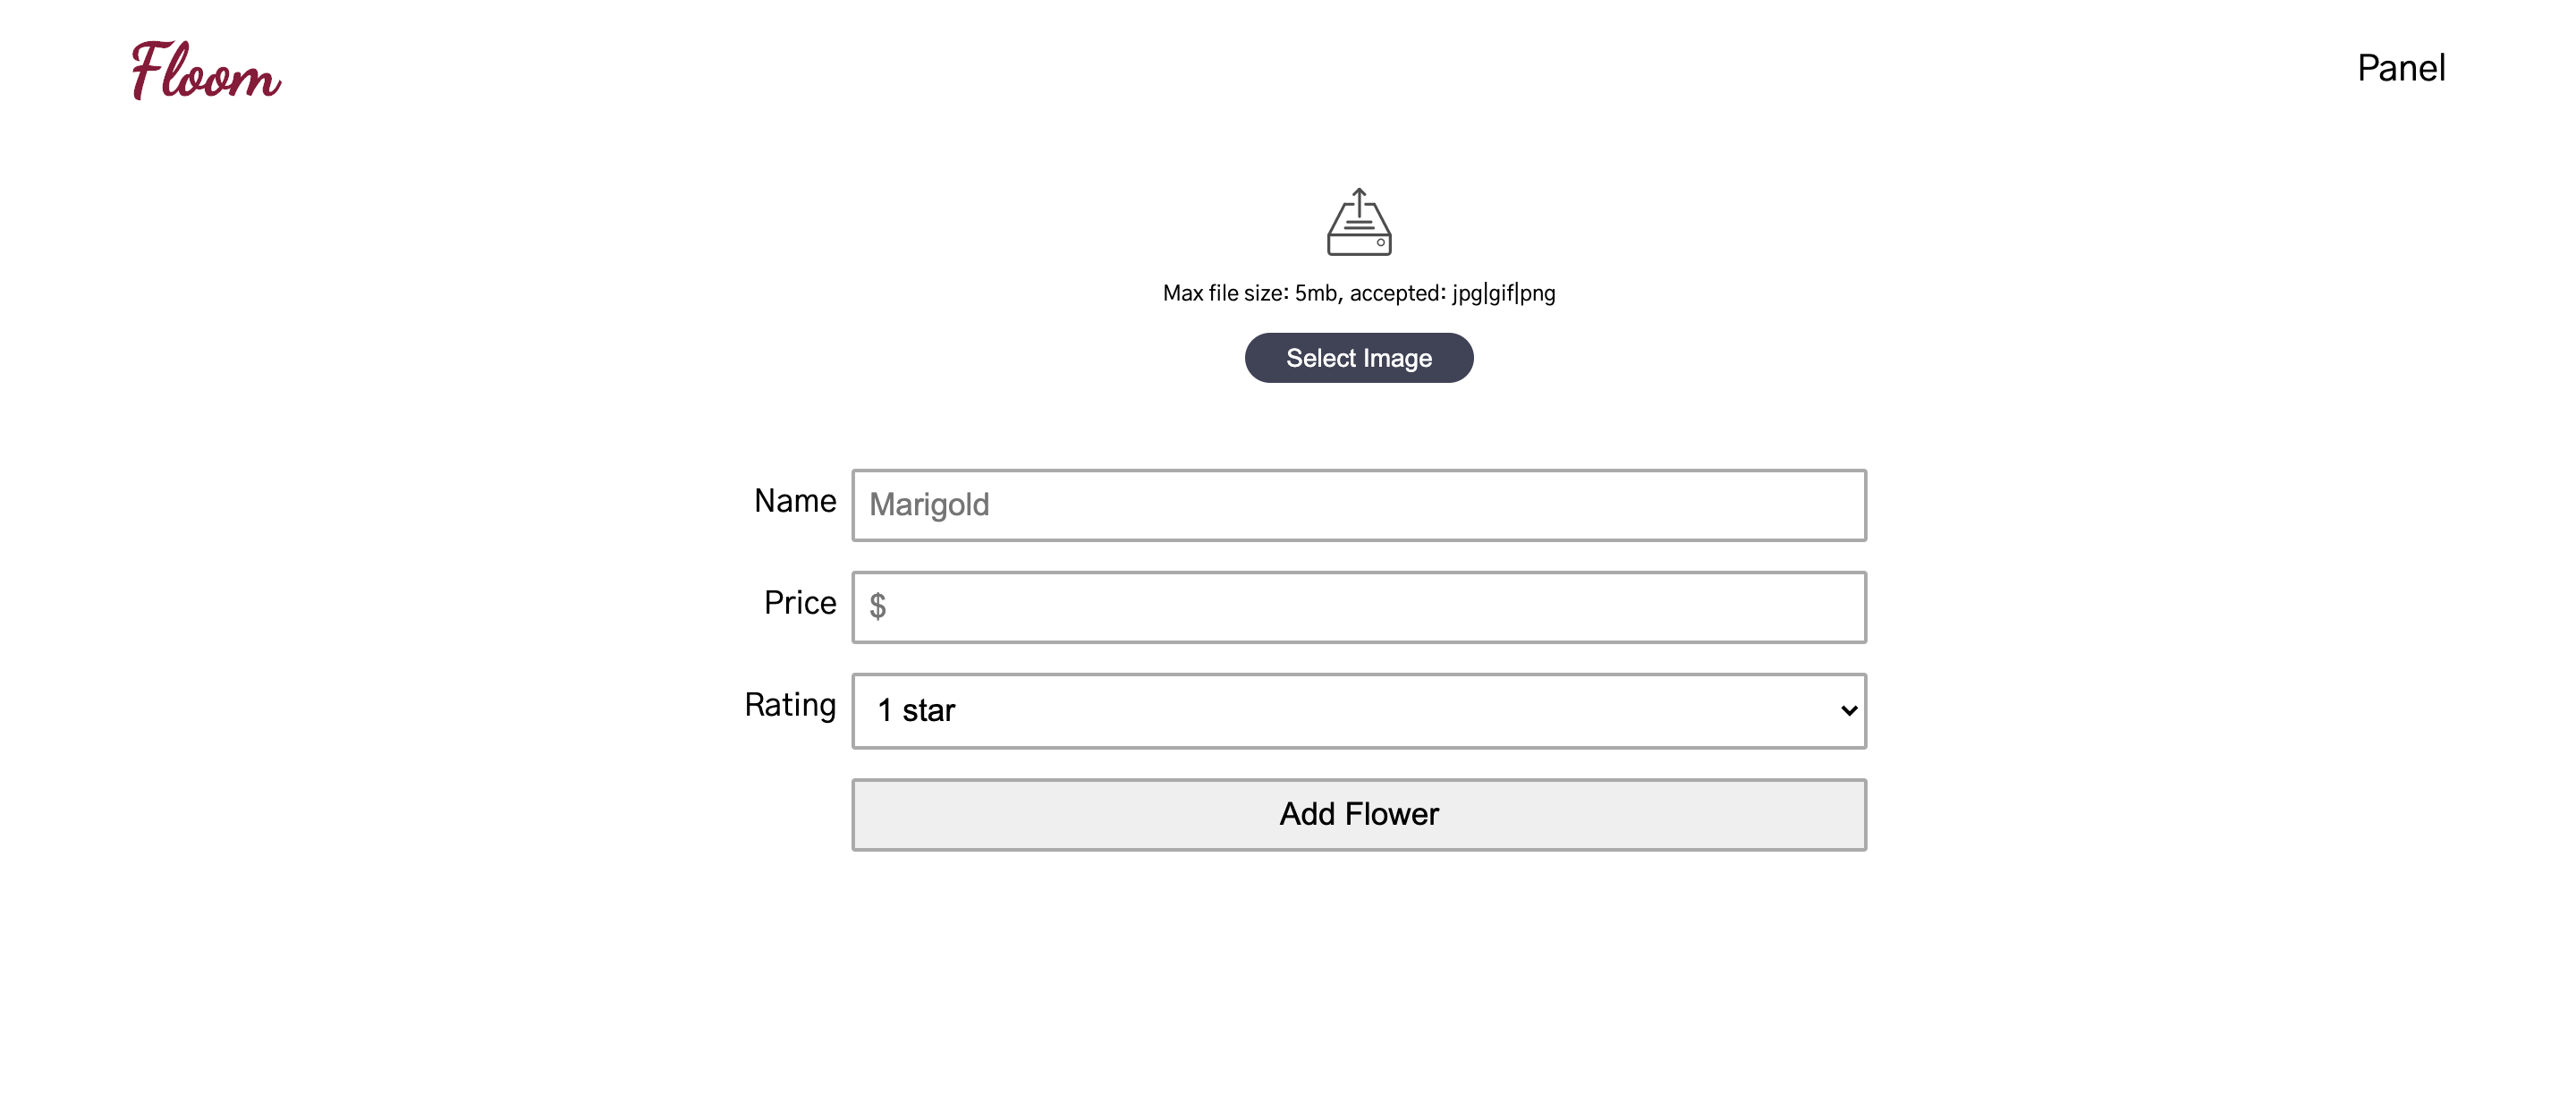 Floom
Panel
Max file size: 5mb, accepted: jpg|gif|png
Select Image
Name
Marigold
Price
$
Rating
1 star
Add Flower